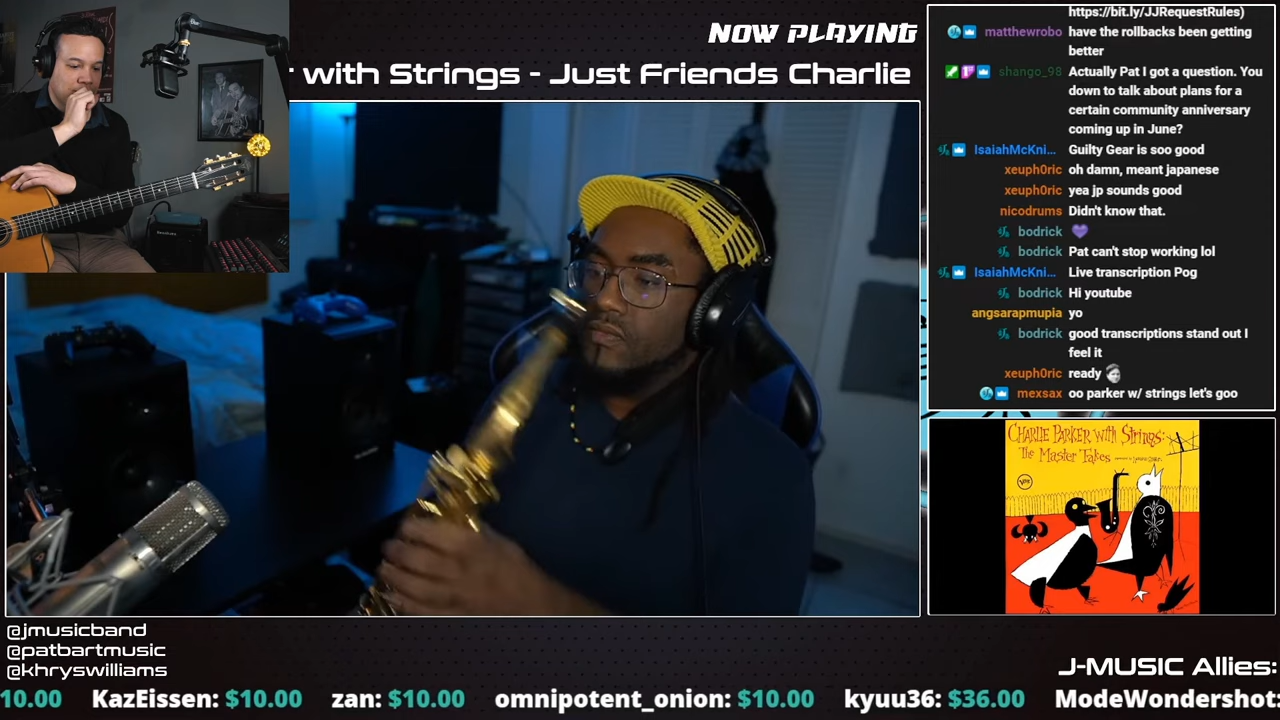 NOW PLAYING
r with Strings - Just Friends Charlie
https://bit.ly/JJRequestRules)
matthewrobo have the rollbacks been getting
better
shango_98 Actually Pat I got a question. You
down to talk about plans for a
certain community anniversary
coming up in June?
IsaiahMcKni... Guilty Gear is soo good
xeuph0ric oh damn, meant japanese
xeuph0ric yea jp sounds good
nicodrums Didn't know that.
bodrick
bodrick Pat can't stop working lol
IsaiahMcKni... Live transcription Pog
bodrick Hi youtube
angsarapmupia yo
bodrick good transcriptions stand out I
feel it
xeuph0ric ready
mexsax oo parker w/ strings let's goo
CHARLIE PARKER WITH STRINGS:
The Master Takes
@jmusicband
@patbartmusic
@khryswilliams
J-MUSIC Allies:
10.00 KazEissen: $10.00 zan: $10.00 omnipotent_onion: $10.00 kyuu36: $36.00 ModeWondershot: